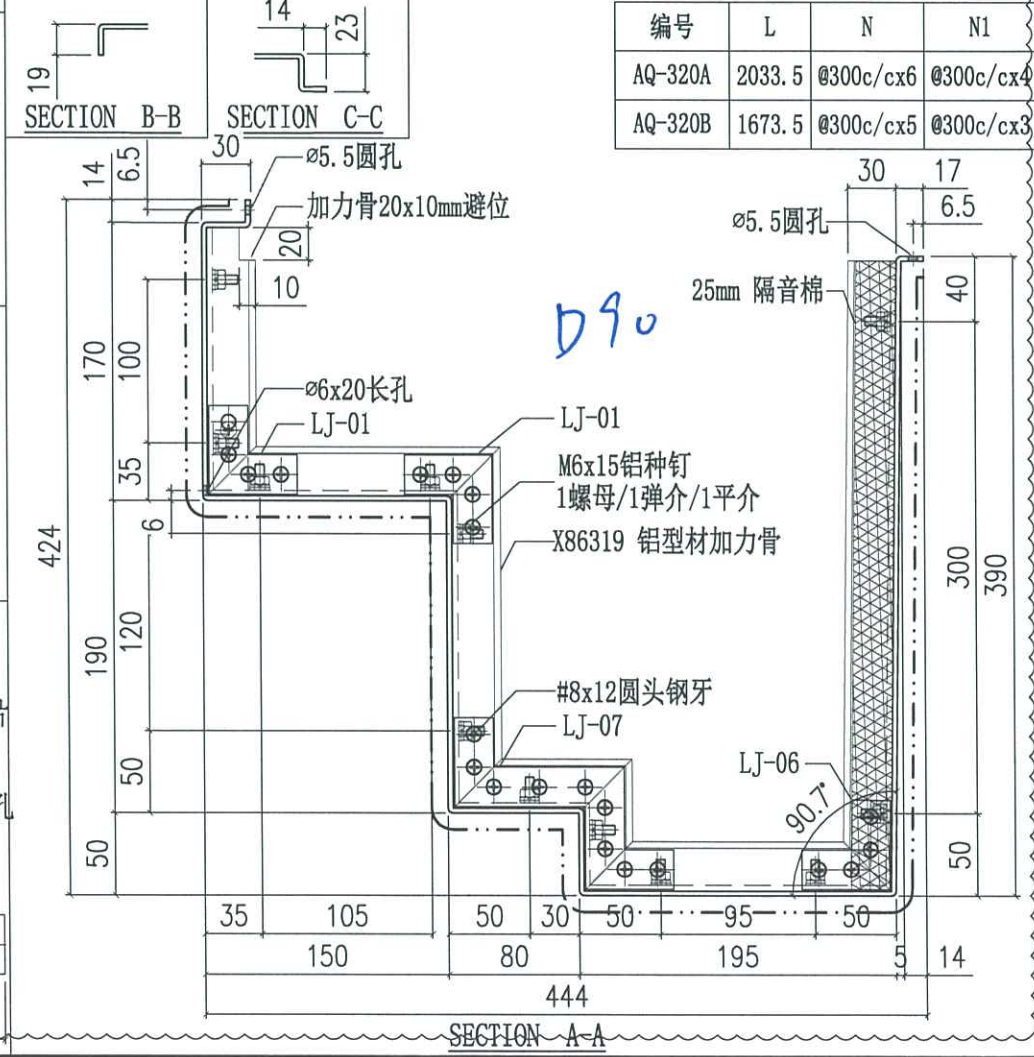 14
23
19
SECTION B-B
SECTION C-C
编号 L N N1
AQ-320A 2033.5 @300c/cx6 @300c/cx4
AQ-320B 1673.5 @300c/cx5 @300c/cx3
14
6.5
30
ø5.5圆孔
加力骨20x10mm避位
20
10
30
17
6.5
ø5.5圆孔
25mm 隔音棉
40
D90
170
100
ø6x20长孔
LJ-01
LJ-01
M6x15铝种钉
1螺母/1弹介/1平介
X86319 铝型材加力骨
35
6
424
300
390
190
120
#8x12圆头钢牙
LJ-07
LJ-06
90.7°
50
50
50
35
105
50
30
50
95
50
150
80
195
5
14
444
SECTION A-A